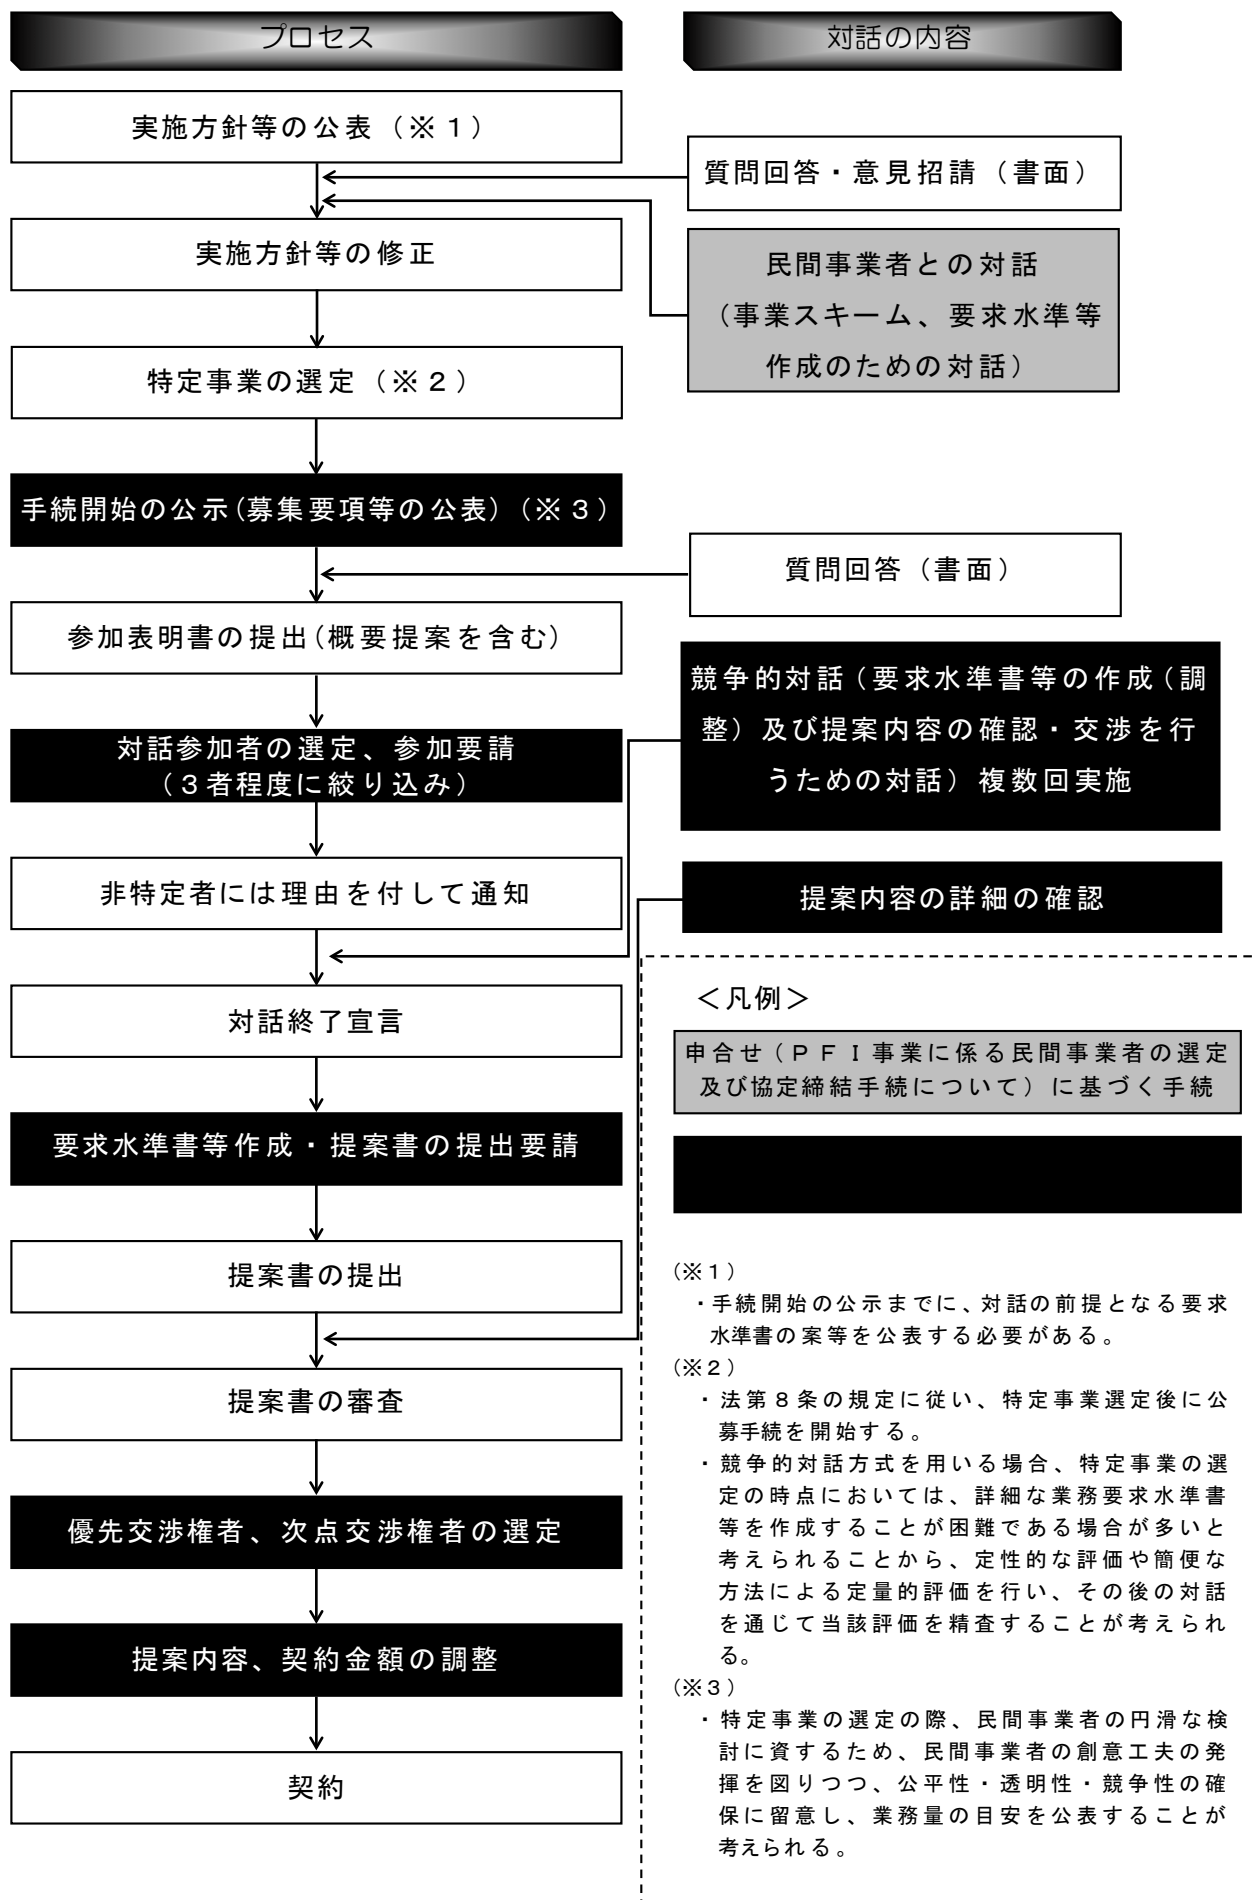 プロセス
対話の内容
実施方針等の公表（※１）
質問回答・意見招請（書面）
実施方針等の修正
民間事業者との対話
（事業スキーム、要求水準等
作成のための対話）
特定事業の選定（※２）
手続開始の公示（募集要項等の公表）（※３）
質問回答（書面）
参加表明書の提出（概要提案を含む）
競争的対話（要求水準書等の作成（調
整）及び提案内容の確認・交渉を行
うための対話）複数回実施
対話参加者の選定、参加要請
（３者程度に絞り込み）
非特定者には理由を付して通知
提案内容の詳細の確認
対話終了宣言
要求水準書等作成・提案書の提出要請
提案書の提出
提案書の審査
優先交渉権者、次点交渉権者の選定
提案内容、契約金額の調整
契約
＜凡例＞
申合せ（ＰＦＩ事業に係る民間事業者の選定
及び協定締結手続について）に基づく手続
（※１）
・手続開始の公示までに、対話の前提となる要求
水準書の案等を公表する必要がある。
（※２）
・法第８条の規定に従い、特定事業選定後に公
募手続を開始する。
・競争的対話方式を用いる場合、特定事業の選
定の時点においては、詳細な業務要求水準書
等を作成することが困難である場合が多いと
考えられることから、定性的な評価や簡便な
方法による定量的評価を行い、その後の対話
を通じて当該評価を精査することが考えられ
る。
（※３）
・特定事業の選定の際、民間事業者の円滑な検
討に資するため、民間事業者の創意工夫の発
揮を図りつつ、公平性・透明性・競争性の確
保に留意し、業務量の目安を公表することが
考えられる。